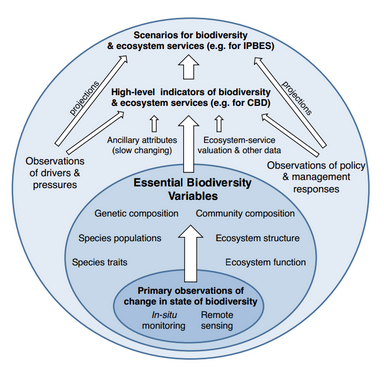 Scenarios for biodiversity
& ecosystem services (e.g. for IPBES)
projections
projections
High-level indicators of biodiversity
& ecosystem services (e.g. for CBD)
Ancillary attributes
(slow changing)
Ecosystem-service
valuation & other data
Observations
of drivers &
pressures
Observations of policy
& management
responses
Essential Biodiversity
Variables
Genetic composition
Community composition
Species populations
Ecosystem structure
Species traits
Ecosystem function
Primary observations of
change in state of biodiversity
In-situ
monitoring
Remote
sensing